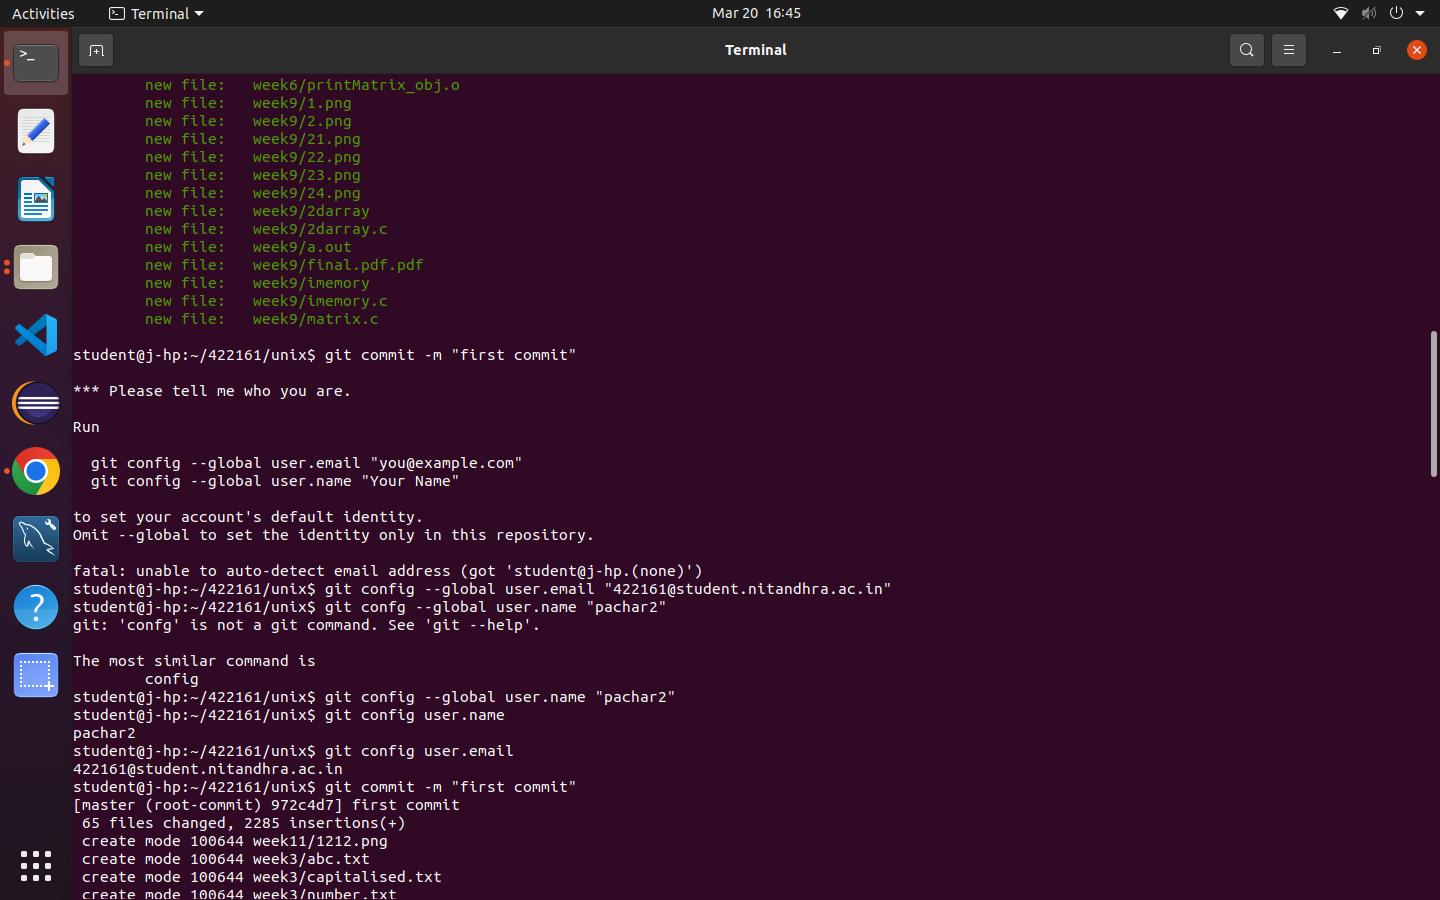 Activities
Terminal
Mar 20 16:45
Terminal
new file: week6/printMatrix_obj.o
new file: week9/1.png
new file: week9/2.png
new file: week9/21.png
new file: week9/22.png
new file: week9/23.png
new file: week9/24.png
new file: week9/2darray
new file: week9/2darray.c
new file: week9/a.out
new file: week9/final.pdf.pdf
new file: week9/imemory
new file: week9/imemory.c
new file: week9/matrix.c
student@j-hp:~/422161/unix$ git commit -m "first commit"
*** Please tell me who you are.
Run
git config --global user.email "you@example.com"
git config --global user.name "Your Name"
to set your account's default identity.
Omit --global to set the identity only in this repository.
fatal: unable to auto-detect email address (got 'student@j-hp.(none)')
student@j-hp:~/422161/unix$ git config --global user.email "422161@student.nitandhra.ac.in"
student@j-hp:~/422161/unix$ git confg --global user.name "pachar2"
git: 'confg' is not a git command. See 'git --help'.
The most similar command is
config
student@j-hp:~/422161/unix$ git config --global user.name "pachar2"
student@j-hp:~/422161/unix$ git config user.name
pachar2
student@j-hp:~/422161/unix$ git config user.email
422161@student.nitandhra.ac.in
student@j-hp:~/422161/unix$ git commit -m "first commit"
[master (root-commit) 972c4d7] first commit
65 files changed, 2285 insertions(+)
create mode 100644 week11/1212.png
create mode 100644 week3/abc.txt
create mode 100644 week3/capitalised.txt
create mode 100644 week3/number.txt